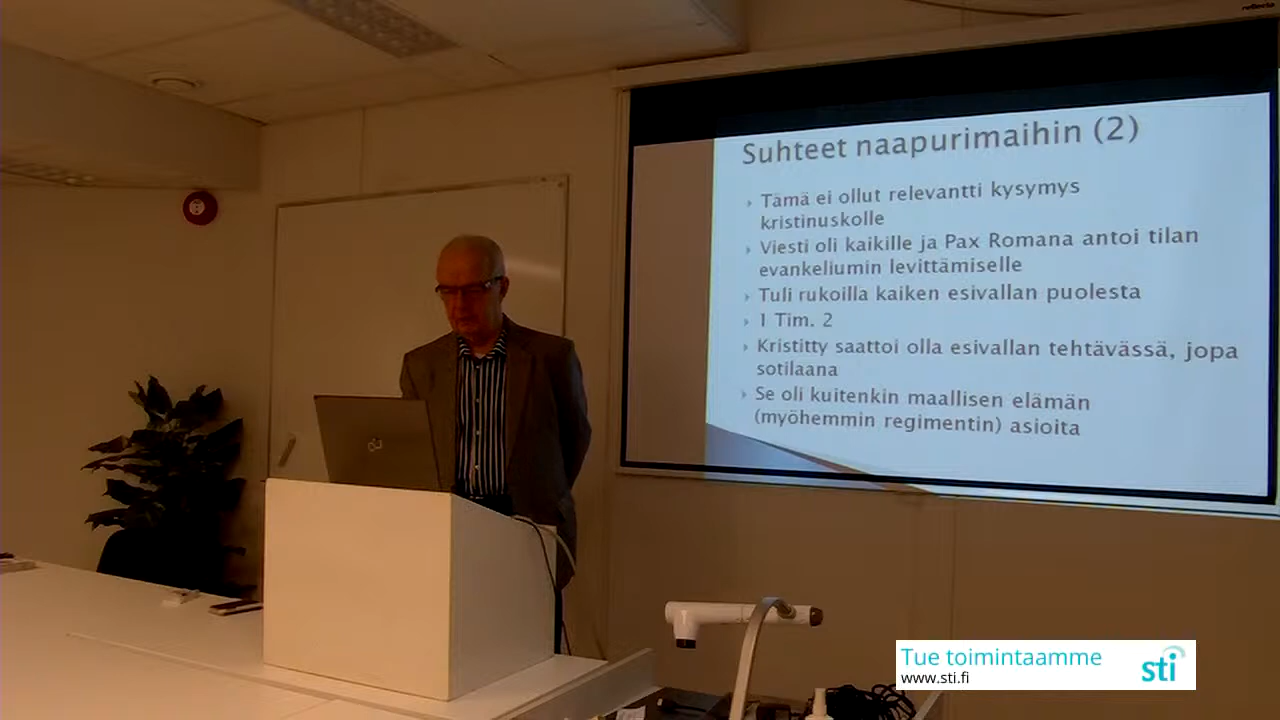 Suhteet naapurimaihin (2)
Tämä ei ollut relevantti kysymys
kristinuskolle
Viesti oli kaikille ja Pax Romana antoi tilan
evankeliumin levittämiselle
Tuli rukoilla kaiken esivallan puolesta
1 Tim. 2
Kristitty saattoi olla esivallan tehtävässä, jopa
sotilaana
Se oli kuitenkin maallisen elämän
(myöhemmin regimentin) asioita
Tue toimintaamme
www.sti.fi
sti